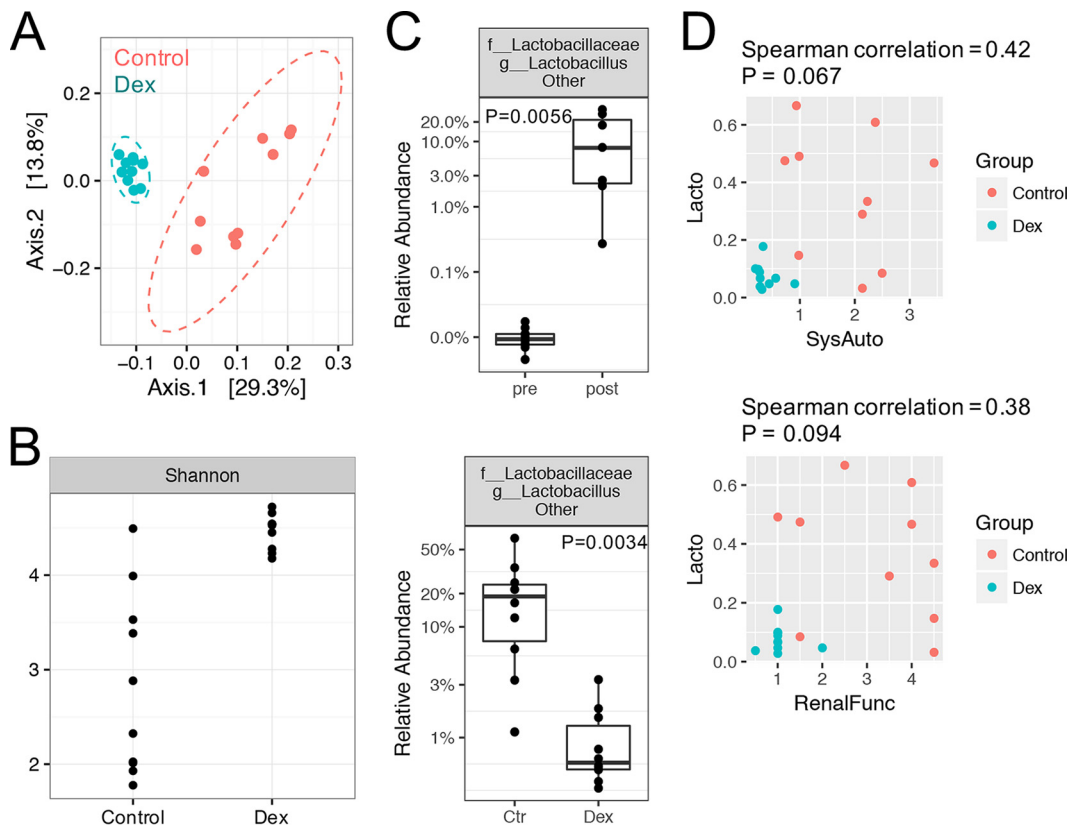 A
Control
Dex
Axis.2 [13.8%]
0.2
0.0
−0.2
−0.1 0.0 0.1 0.2 0.3
Axis.1 [29.3%]
B
Shannon
4
3
2
Control Dex
C
f__Lactobacillaceae
g__Lactobacillus
Other
P=0.0056
Relative Abundance
20.0%
10.0%
3.0%
1.0%
0.1%
0.0%
pre post
f__Lactobacillaceae
g__Lactobacillus
Other
P=0.0034
Relative Abundance
50%
20%
10%
3%
1%
Ctr Dex
D
Spearman correlation = 0.42
P = 0.067
Lacto
0.6
0.4
0.2
0.0
1 2 3
SysAuto
Group
Control
Dex
Spearman correlation = 0.38
P = 0.094
Lacto
0.6
0.4
0.2
0.0
1 2 3 4
RenalFunc
Group
Control
Dex